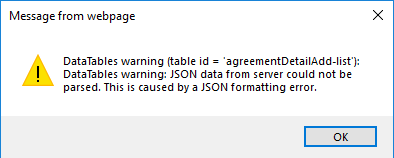 Message from webpage
DataTables warning (table id = 'agreementDetailAdd-list'):
DataTables warning: JSON data from server could not be
parsed. This is caused by a JSON formatting error.
OK